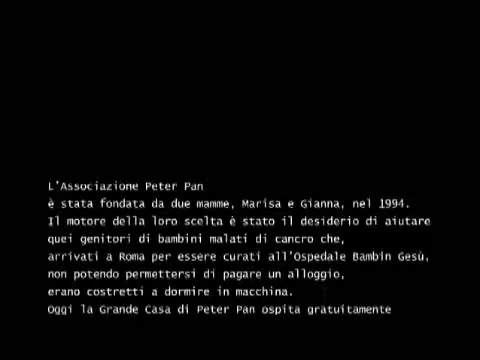 L'Associazione Peter Pan
è stata fondata da due mamme, Marisa e Gianna, nel 1994.
Il motore della loro scelta è stato il desiderio di aiutare
quei genitori di bambini malati di cancro che,
arrivati a Roma per essere curati all'Ospedale Bambin Gesù,
non potendo permettersi di pagare un alloggio,
erano costretti a dormire in macchina.
Oggi la Grande Casa di Peter Pan ospita gratuitamente